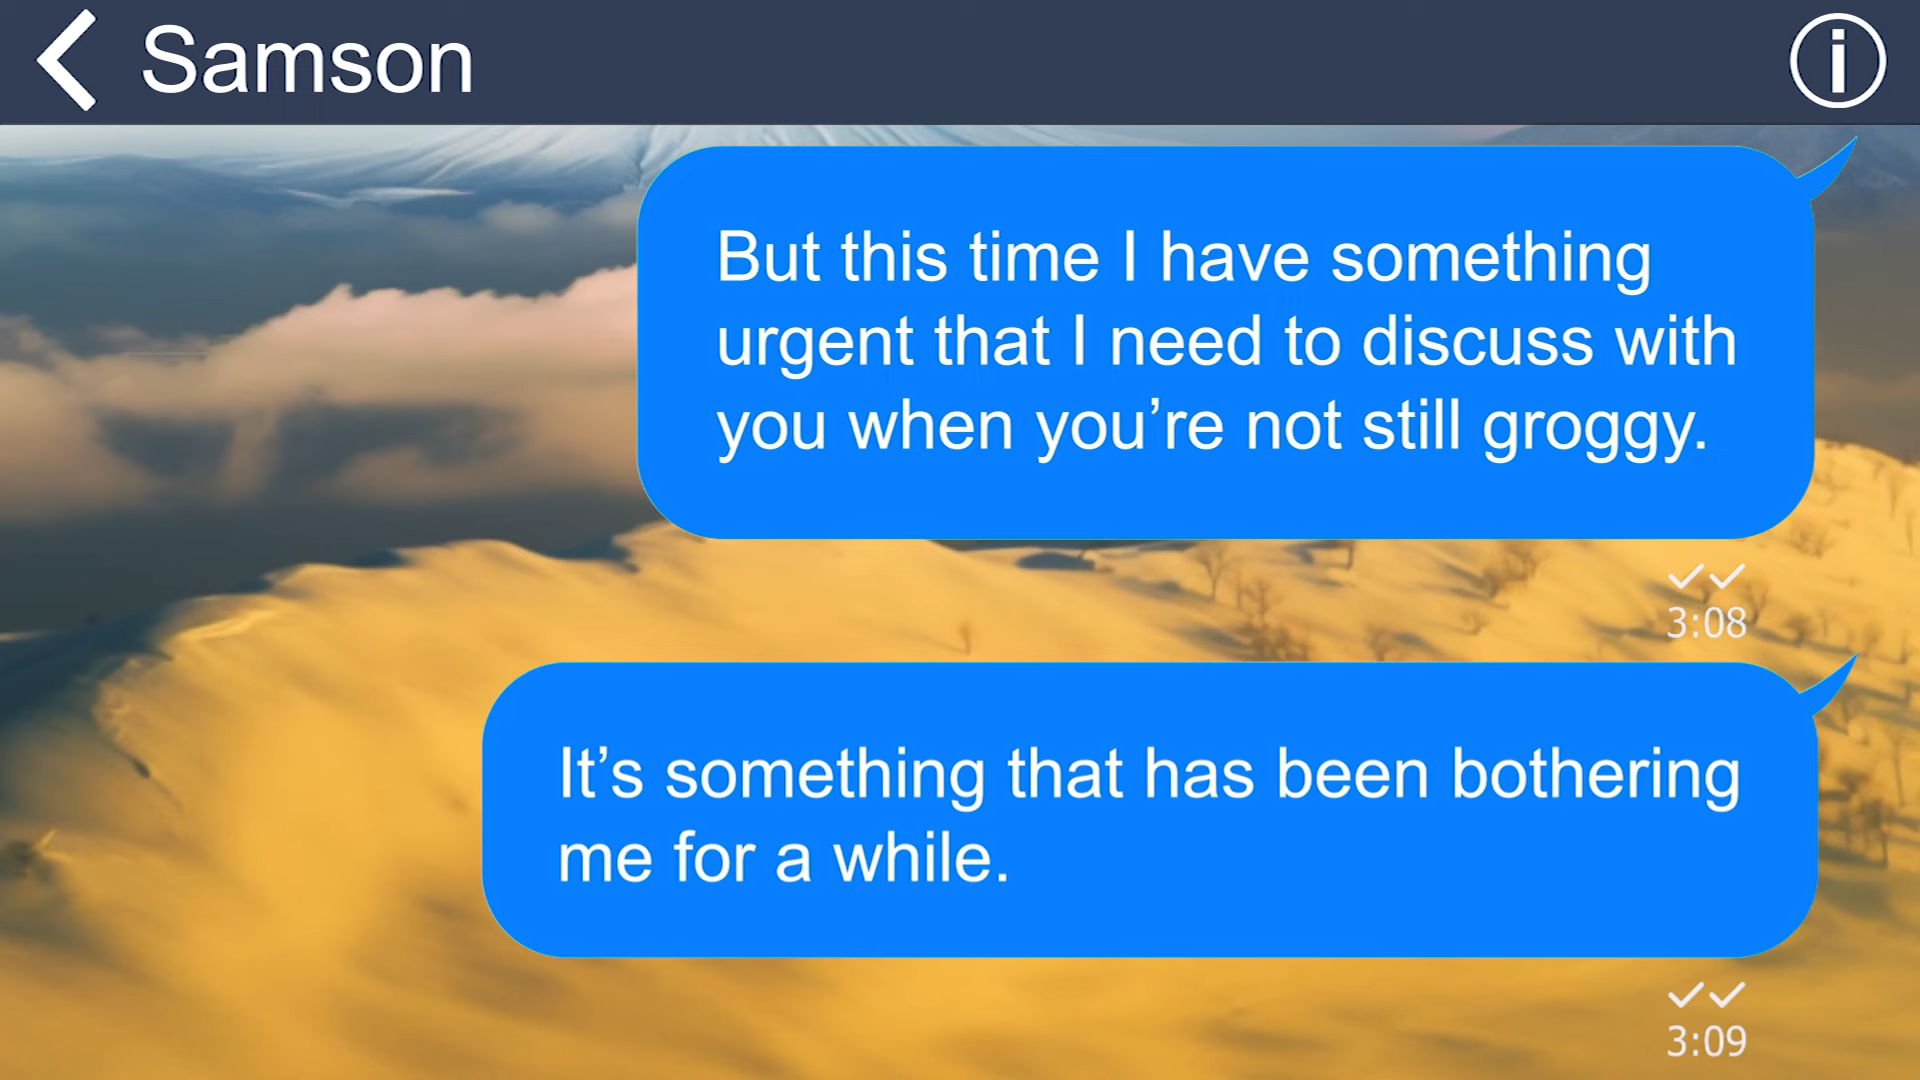 Samson
But this time I have something
urgent that I need to discuss with
you when you’re not still groggy.
3:08
It’s something that has been bothering
me for a while.
3:09